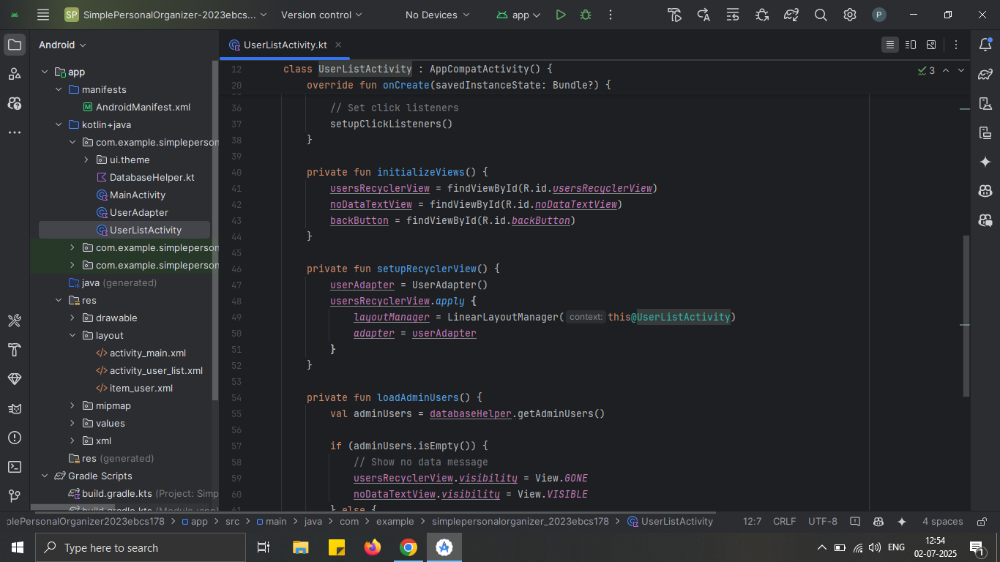 SP SimplePersonalOrganizer-2023ebcs... Version control No Devices app P
Android
UserListActivity.kt
app
manifests
AndroidManifest.xml
kotlin+java
com.example.simpleperson
ui.theme
DatabaseHelper.kt
MainActivity
UserAdapter
UserListActivity
com.example.simpleperson
com.example.simpleperson
java (generated)
res
drawable
layout
activity_main.xml
activity_user_list.xml
item_user.xml
mipmap
values
xml
res (generated)
Gradle Scripts
build.gradle.kts (Project: Simp
build.gradle.kts (Module :app)
3
12 class UserListActivity : AppCompatActivity() {
20 override fun onCreate(savedInstanceState: Bundle?) {
36 // Set click listeners
37 setupClickListeners()
38 }
39
40 private fun initializeViews() {
41 usersRecyclerView = findViewById(R.id.usersRecyclerView)
42 noDataTextView = findViewById(R.id.noDataTextView)
43 backButton = findViewById(R.id.backButton)
44 }
45
46 private fun setupRecyclerView() {
47 userAdapter = UserAdapter()
48 usersRecyclerView.apply {
49 layoutManager = LinearLayoutManager( context: this@UserListActivity)
50 adapter = userAdapter
51 }
52 }
53
54 private fun loadAdminUsers() {
55 val adminUsers = databaseHelper.getAdminUsers()
56
57 if (adminUsers.isEmpty()) {
58 // Show no data message
59 usersRecyclerView.visibility = View.GONE
60 noDataTextView.visibility = View.VISIBLE
61 } else {
plePersonalOrganizer2023ebcs178 > app > src > main > java > com > example > simplepersonalorganizer_2023ebcs178 > UserListActivity 12:7 CRLF UTF-8 4 spaces
Type here to search
ENG
12:54
02-07-2025
1